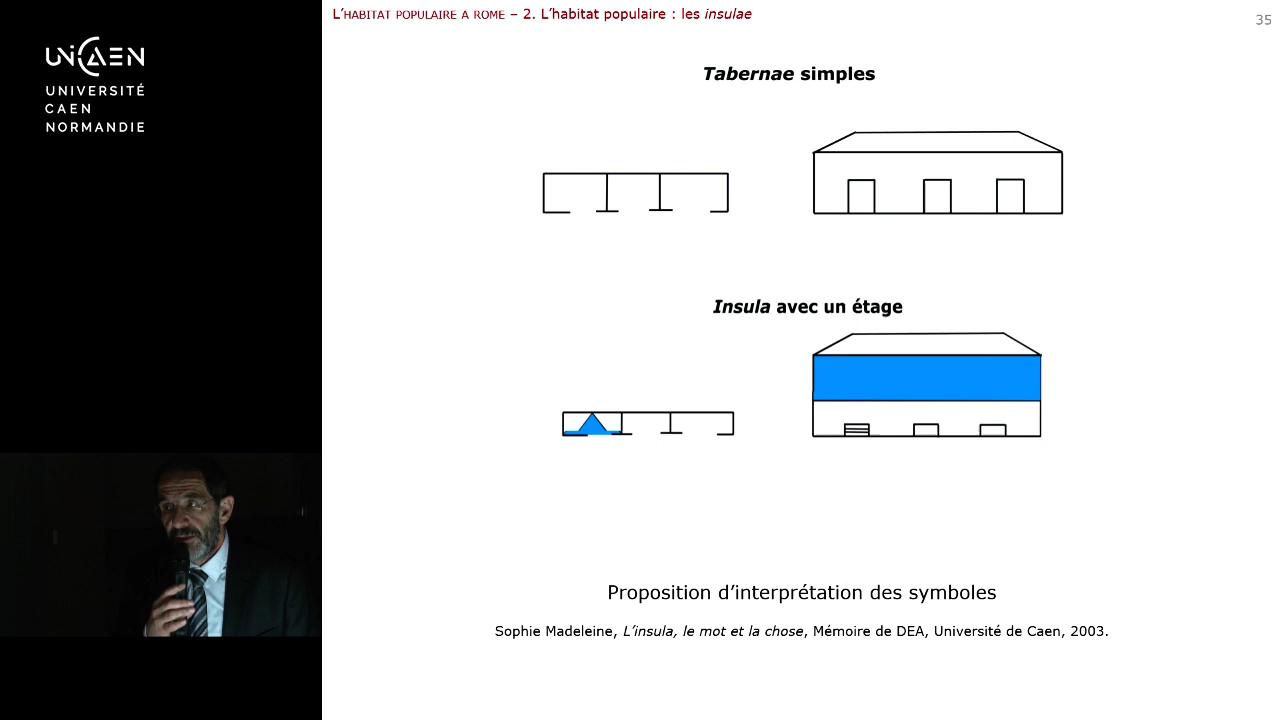 UNICAEN
UNIVERSITÉ
CAEN
NORMANDIE
L'HABITAT POPULAIRE A ROME – 2. L'habitat populaire : les insulae
35
Tabernae simples
Insula avec un étage
Proposition d'interprétation des symboles
Sophie Madeleine, L'insula, le mot et la chose, Mémoire de DEA, Université de Caen, 2003.